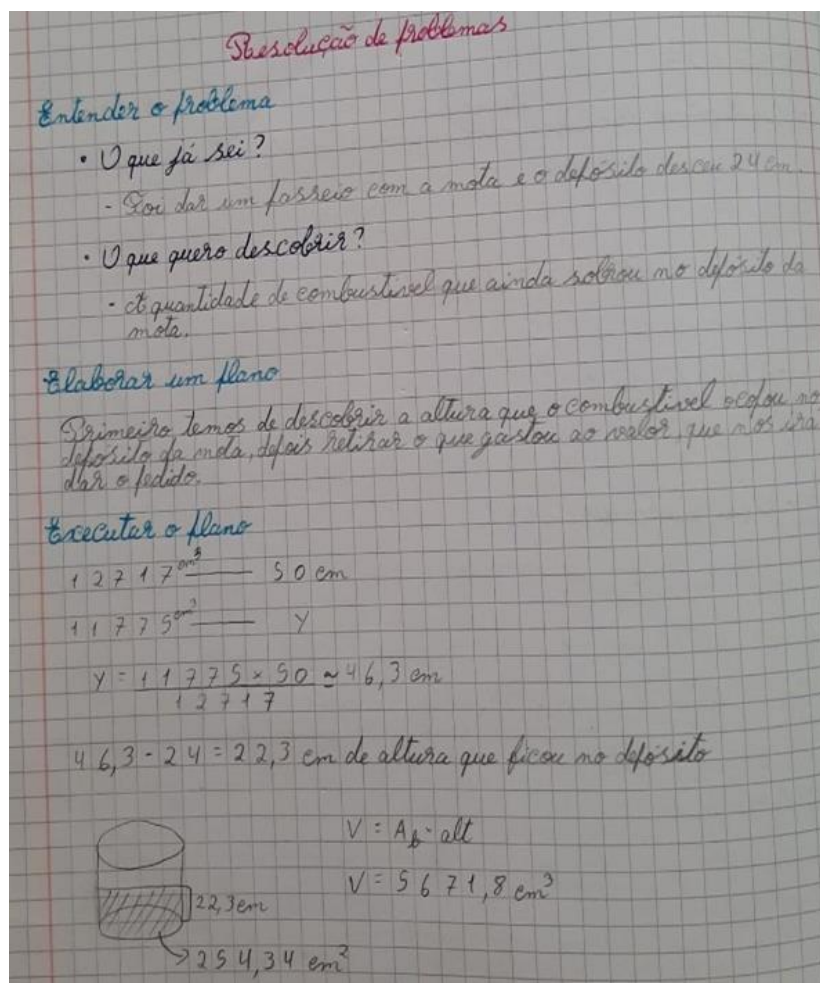 Resolução de problemas
Entender o problema
• O que já sei?
- Foi dar um passeio com a mota e o depósito desceu 24 cm.
• O que quero descobrir?
- A quantidade de combustível que ainda sobrou no depósito da
mota.
Elaborar um plano
Primeiro temos de descobrir a altura que o combustível ocupou no
depósito da mota, depois retirar o que gastou ao valor, que nos irá
dar o pedido.
Executar o plano
12717 cm³ —— 50 cm
11775 cm³ —— Y
Y = 11775 × 50 ≃ 46,3 cm
12717
46,3 - 24 = 22,3 cm de altura que ficou no depósito
V = Ab · alt
V = 5671,8 cm³
22,3 cm
254,34 cm²